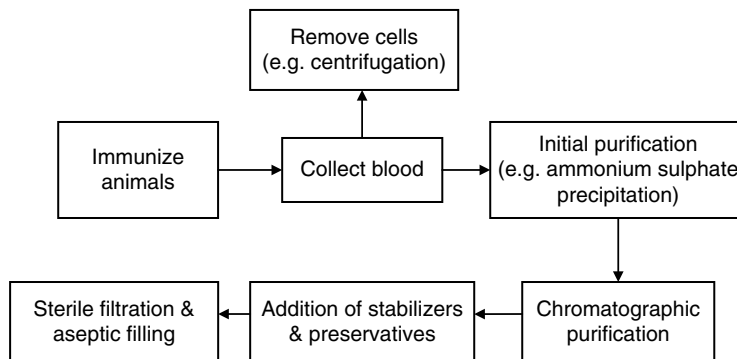 Remove cells
(e.g. centrifugation)
Immunize
animals
Collect blood
Initial purification
(e.g. ammonium sulphate
precipitation)
Sterile filtration &
aseptic filling
Addition of stabilizers
& preservatives
Chromatographic
purification